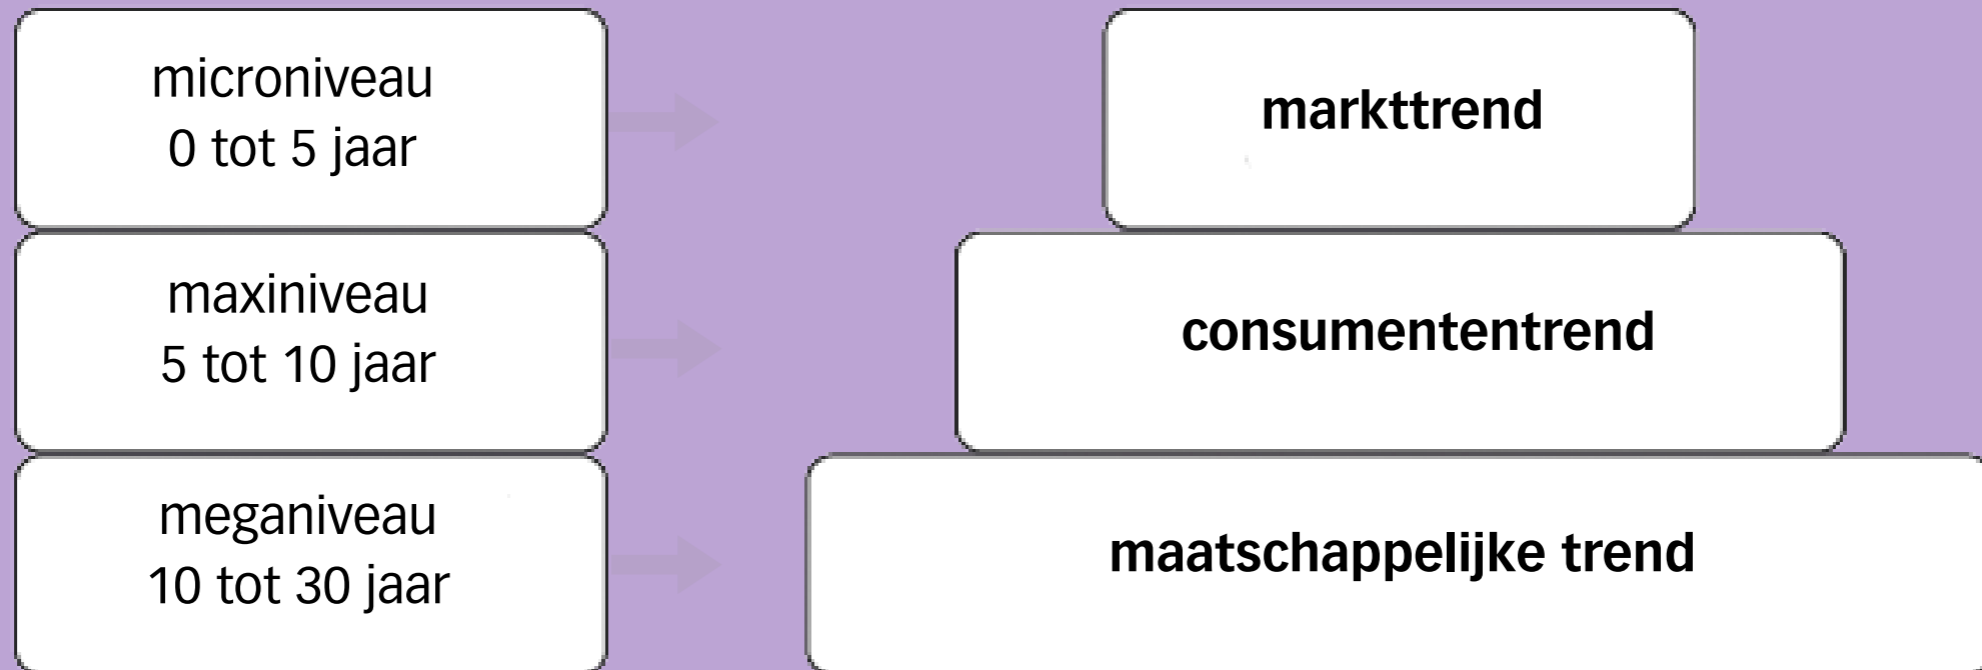 microniveau
0 tot 5 jaar
markttrend
maxiniveau
5 tot 10 jaar
consumententrend
meganiveau
10 tot 30 jaar
maatschappelijke trend